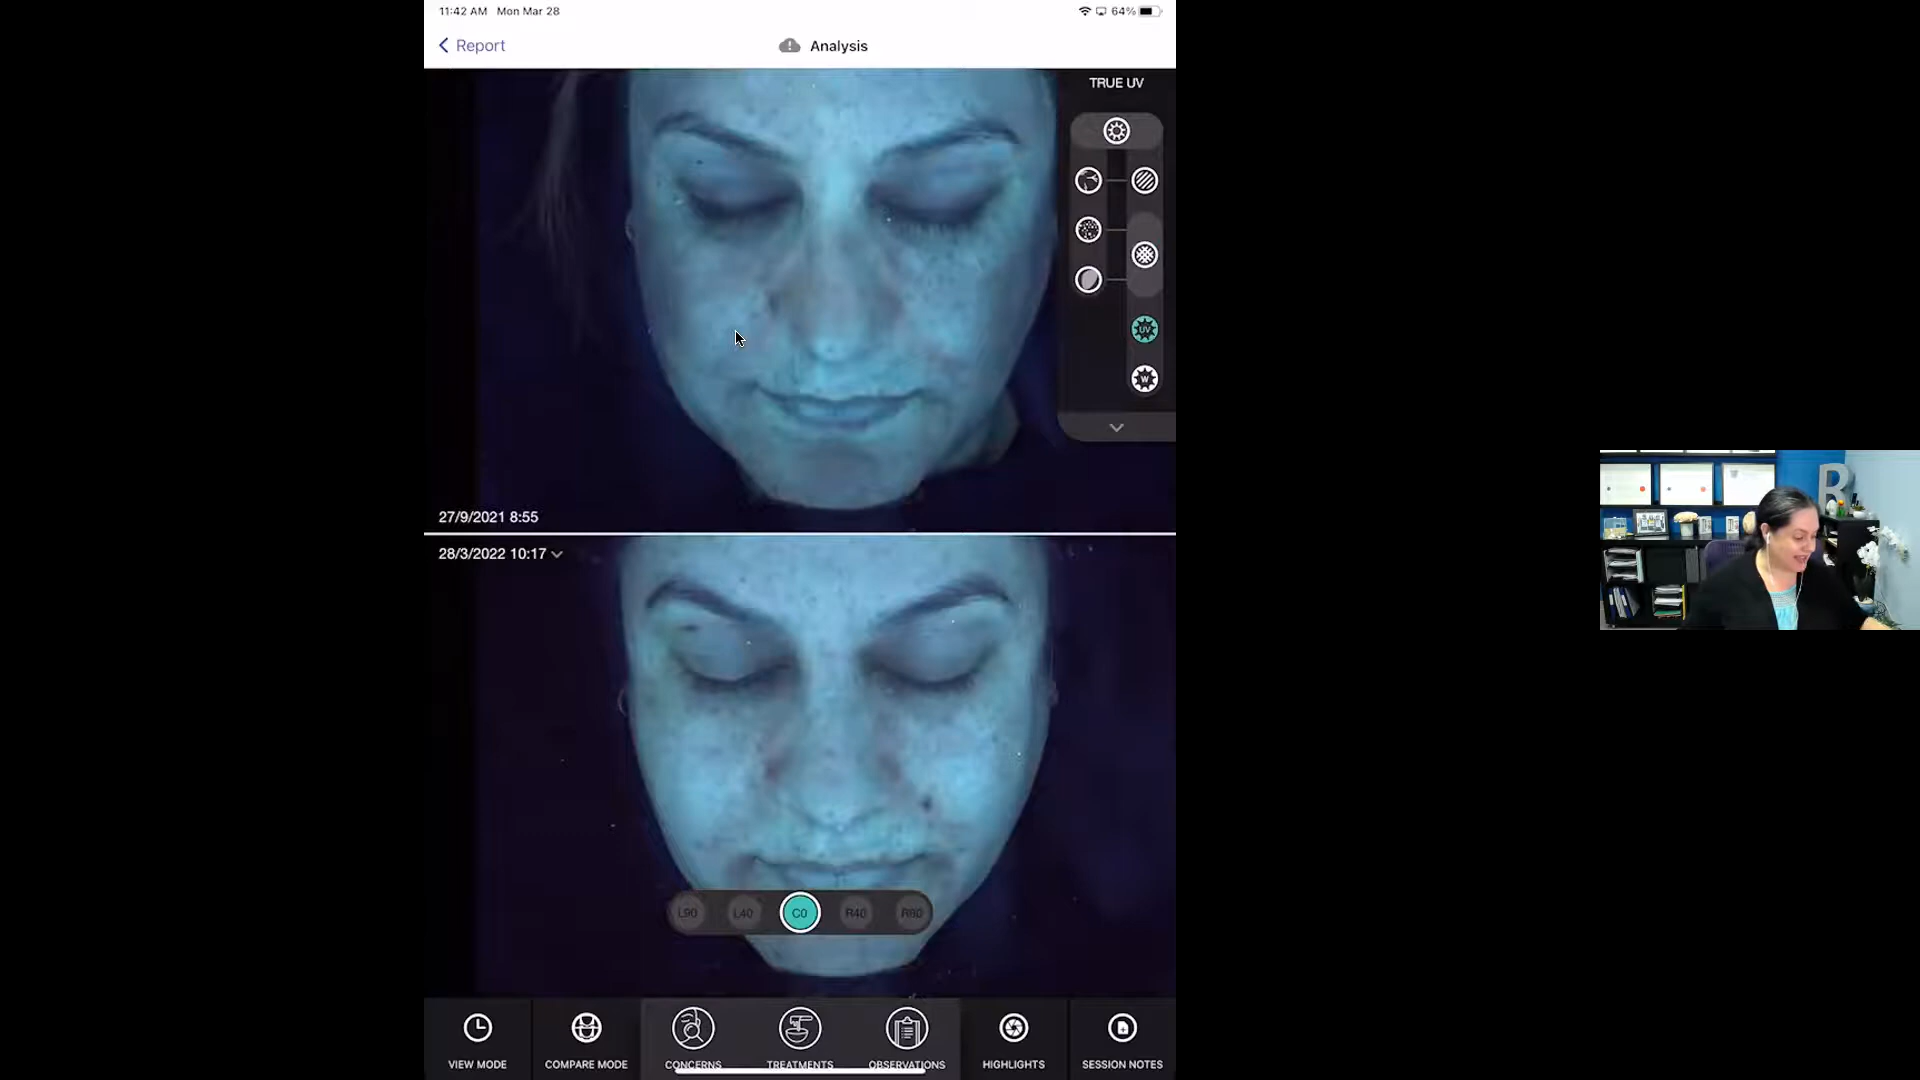 11:42 AM Mon Mar 28
64%
Report
Analysis
TRUE UV
UV
W
27/9/2021 8:55
28/3/2022 10:17
L90
L40
C0
R40
R90
VIEW MODE
COMPARE MODE
CONCERNS
TREATMENTS
OBSERVATIONS
HIGHLIGHTS
SESSION NOTES
R